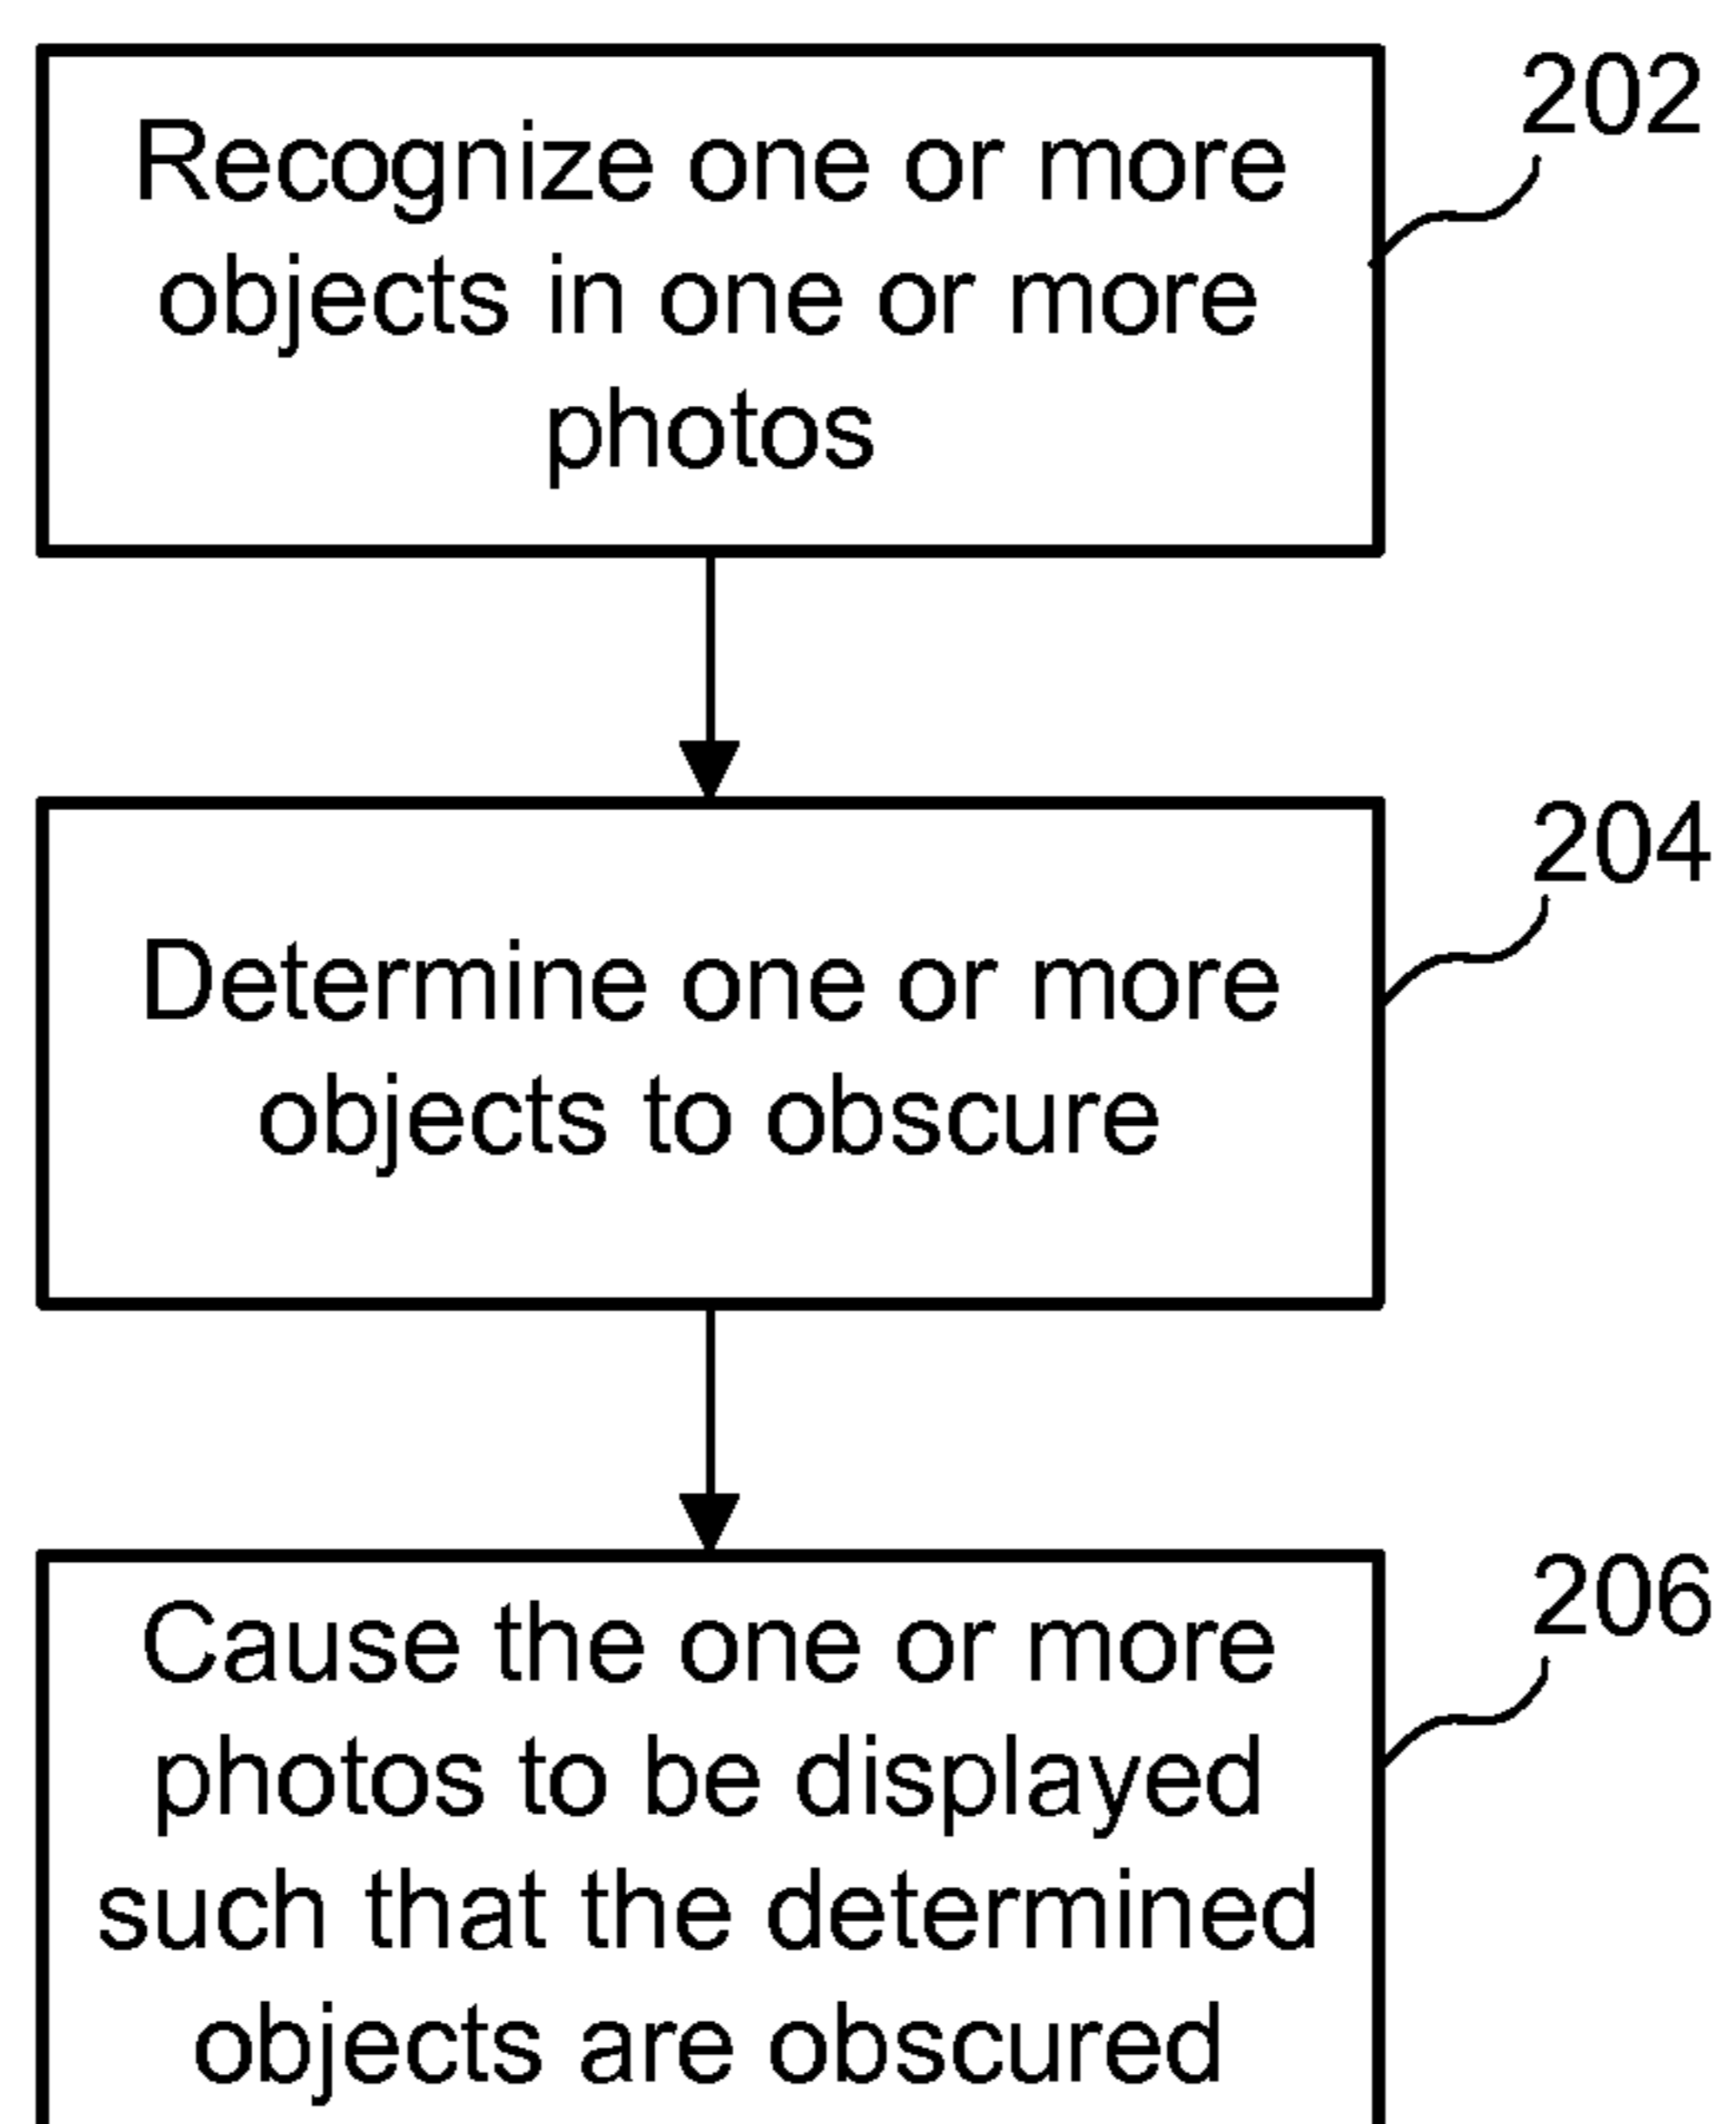 Recognize one or more
objects in one or more
photos
202
Determine one or more
objects to obscure
204
Cause the one or more
photos to be displayed
such that the determined
objects are obscured
206